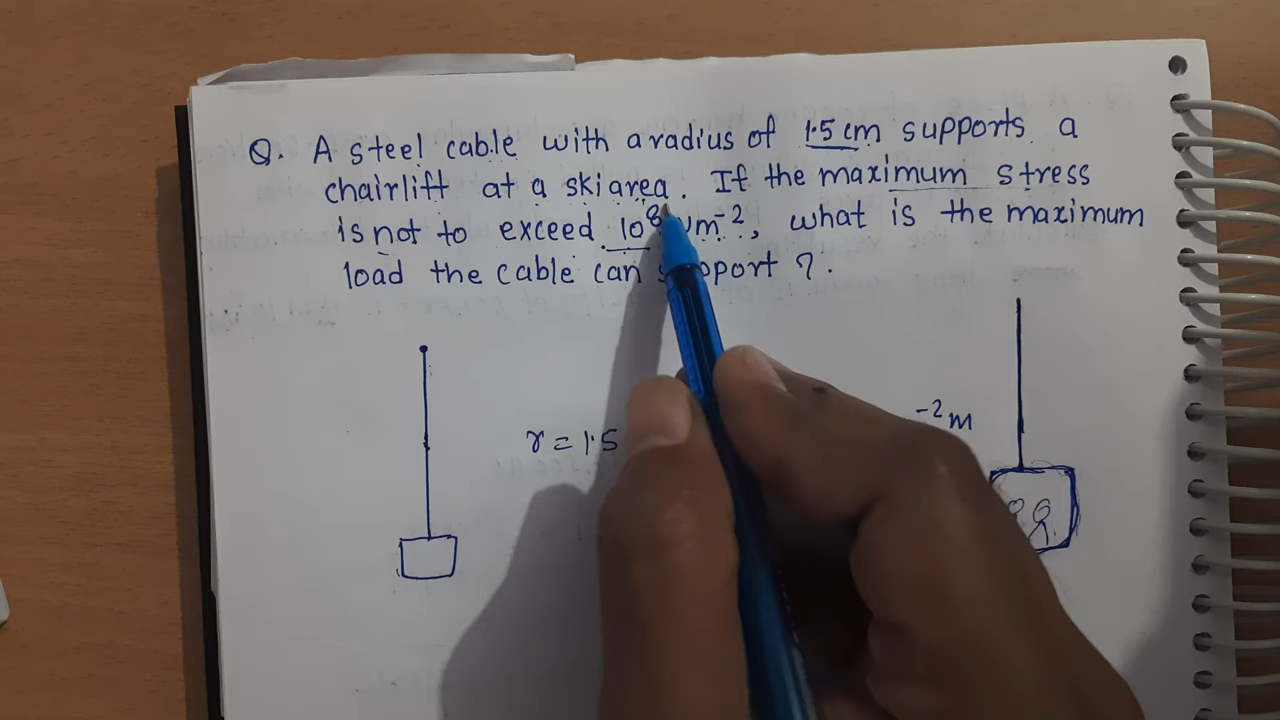 Q. A steel cable with a radius of 1.5 cm supports a
chairlift at a ski area. If the maximum stress
is not to exceed 10⁸ Nm⁻², what is the maximum
load the cable can support ?.
r = 1.5
⁻²m